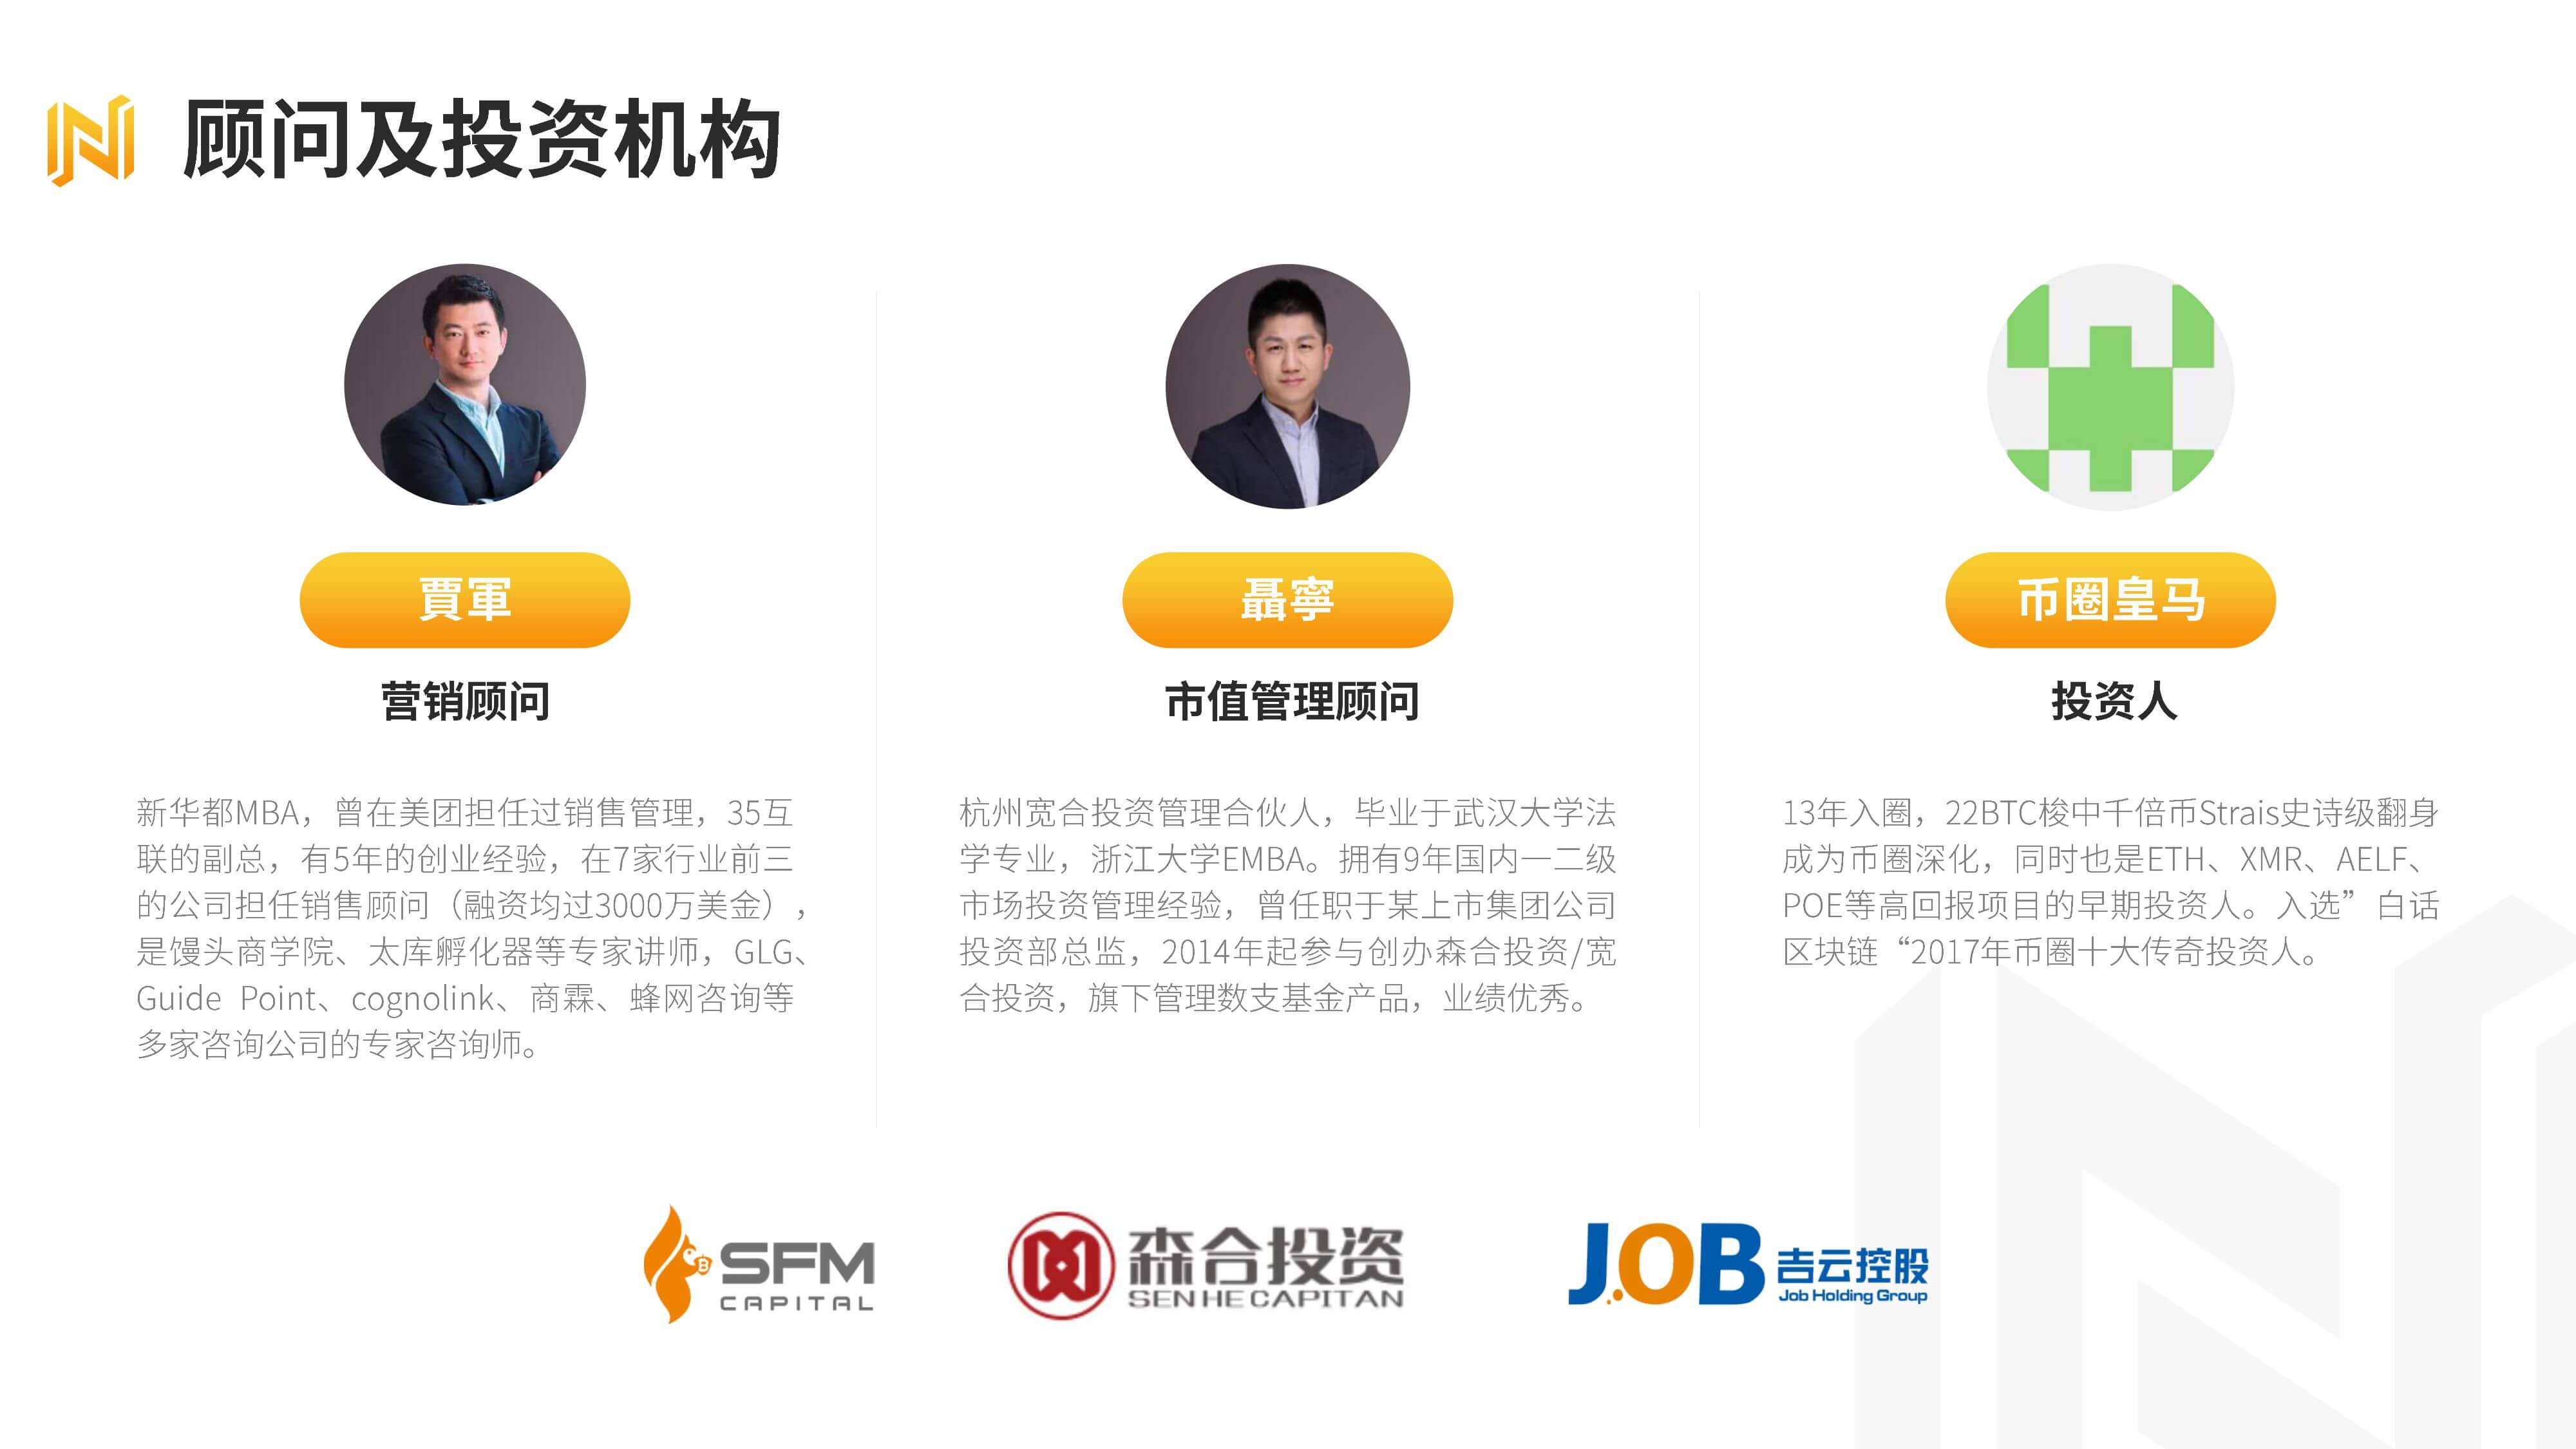 顾问及投资机构
賈軍
营销顾问
新华都MBA，曾在美团担任过销售管理，35互
联的副总，有5年的创业经验，在7家行业前三
的公司担任销售顾问（融资均过3000万美金），
是馒头商学院、太库孵化器等专家讲师，GLG、
Guide Point、cognolink、商霖、蜂网咨询等
多家咨询公司的专家咨询师。
聶寧
市值管理顾问
杭州宽合投资管理合伙人，毕业于武汉大学法
学专业，浙江大学EMBA。拥有9年国内一二级
市场投资管理经验，曾任职于某上市集团公司
投资部总监，2014年起参与创办森合投资/宽
合投资，旗下管理数支基金产品，业绩优秀。
币圈皇马
投资人
13年入圈，22BTC梭中千倍币Strais史诗级翻身
成为币圈深化，同时也是ETH、XMR、AELF、
POE等高回报项目的早期投资人。入选”白话
区块链“2017年币圈十大传奇投资人。
SFM
CAPITAL
森合投资
SENHE CAPITAN
J.OB
吉云控股
Job Holding Group